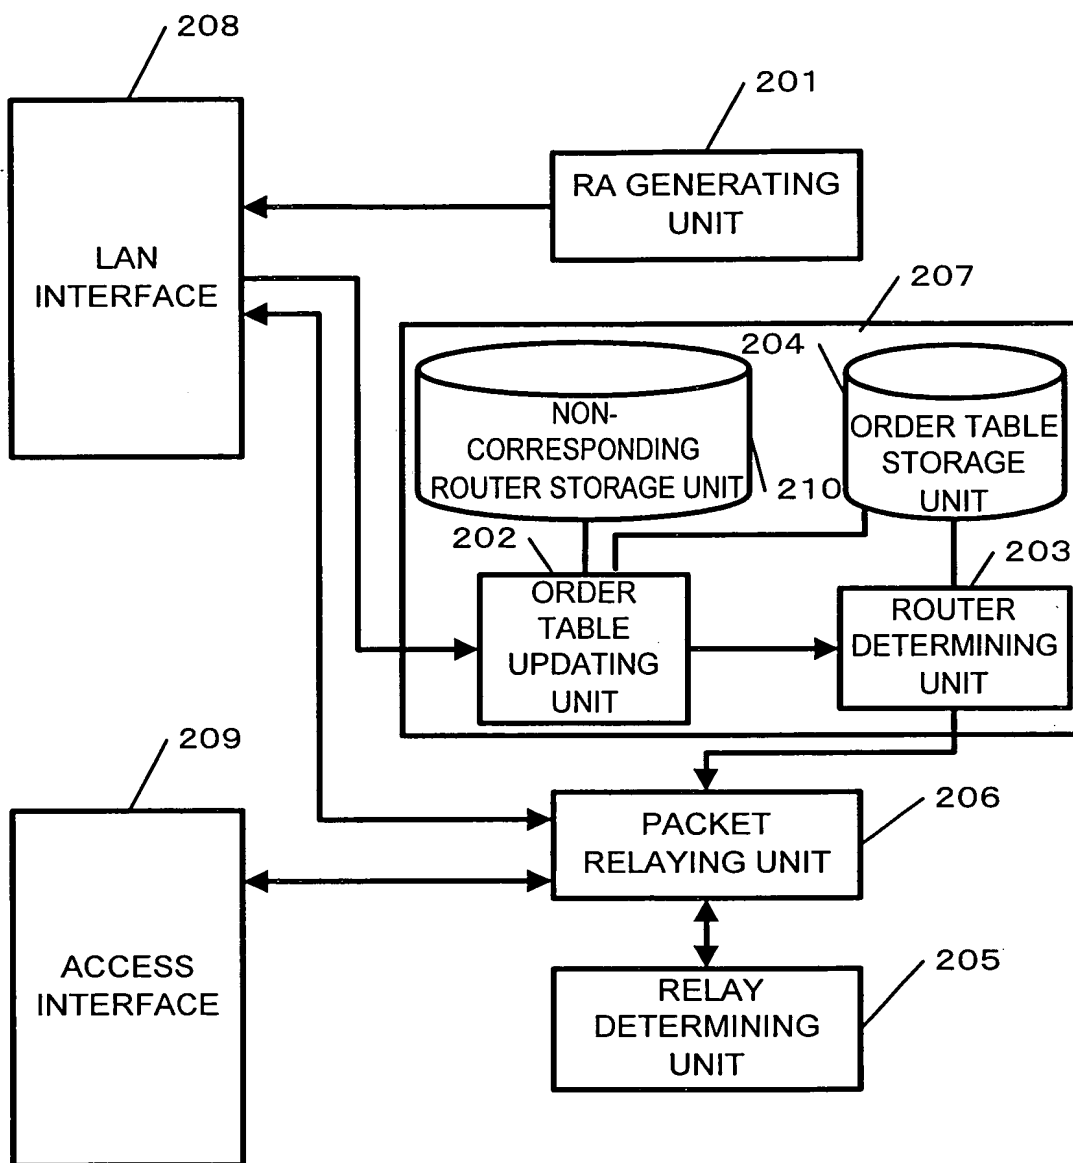 208
201
RA GENERATING
UNIT
LAN
INTERFACE
207
204
NON-
CORRESPONDING
ROUTER STORAGE UNIT
210
ORDER TABLE
STORAGE
UNIT
202
203
ORDER
TABLE
UPDATING
UNIT
ROUTER
DETERMINING
UNIT
209
206
PACKET
RELAYING UNIT
ACCESS
INTERFACE
205
RELAY
DETERMINING
UNIT